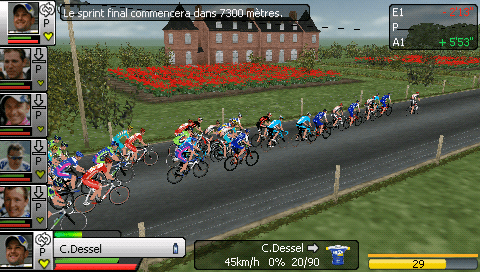 Le sprint final commencera dans 7300 mètres.
E1
P
A1 + 5'53"
P
P
P
P
P
P
C.Dessel
C.Dessel
45km/h 0% 20/90
29